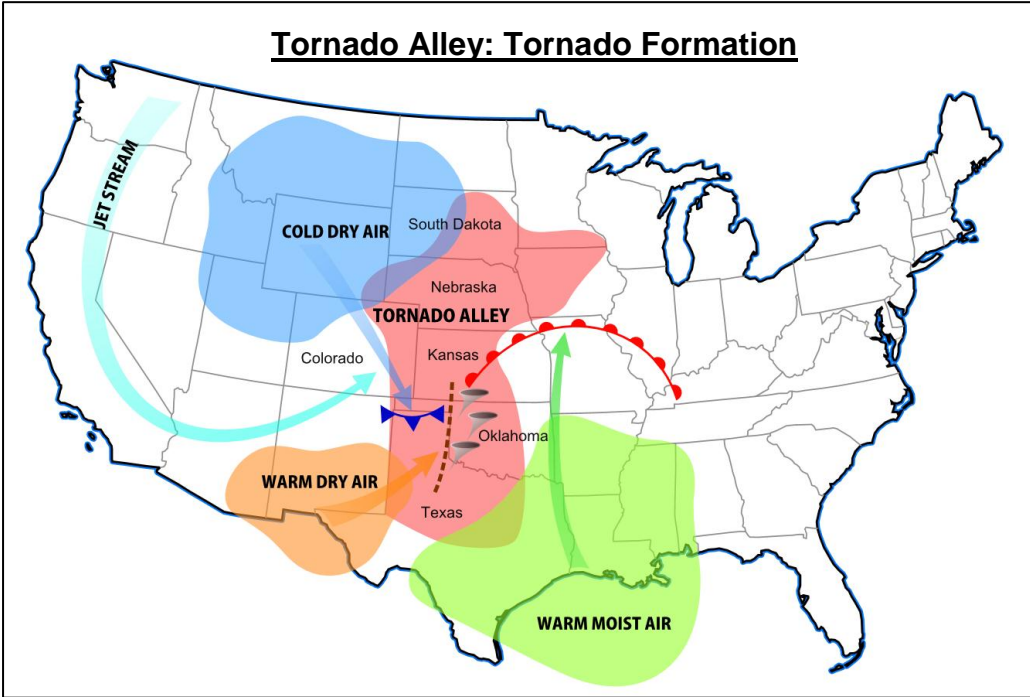 Tornado Alley: Tornado Formation
JET STREAM
COLD DRY AIR
South Dakota
Nebraska
TORNADO ALLEY
Colorado
Kansas
Oklahoma
WARM DRY AIR
Texas
WARM MOIST AIR